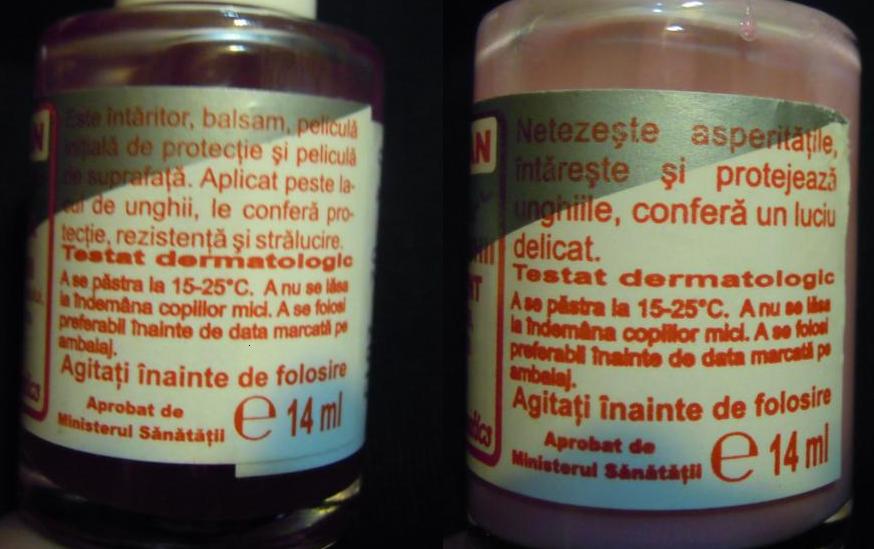 Este întăritor, balsam, peliculă
inițială de protecție și peliculă
de suprafață. Aplicat peste la-
cul de unghii, le conferă pro-
tecție, rezistență și strălucire.
Testat dermatologic
A se păstra la 15-25°C. A nu se lăsa
la îndemâna copiilor mici. A se folosi
preferabil înainte de data marcată pe
ambalaj.
Agitați înainte de folosire
Aprobat de
Ministerul Sănătății
e 14 ml
AN
Netezește asperitățile,
întărește și protejează
unghiile, conferă un luciu
delicat.
Testat dermatologic
A se păstra la 15-25°C. A nu se lăsa
la îndemâna copiilor mici. A se folosi
preferabil înainte de data marcată pe
ambalaj.
Agitați înainte de folosire
Aprobat de
Ministerul Sănătății
e 14 ml